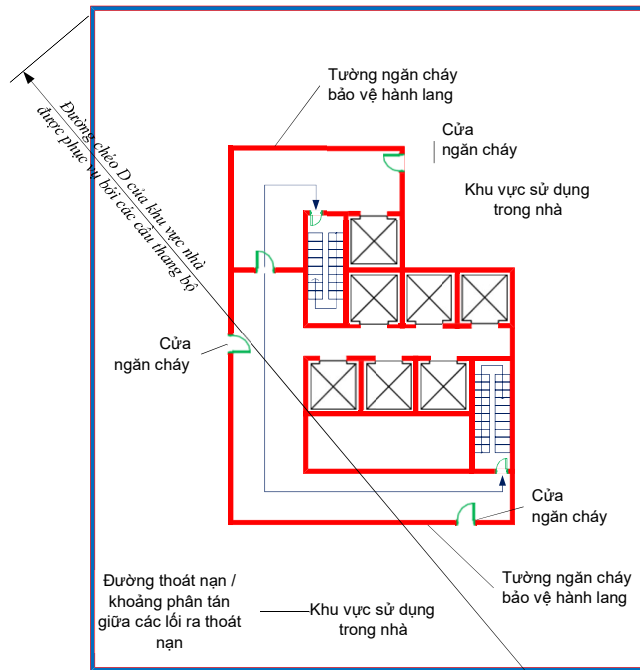 Tường ngăn cháy
bảo vệ hành lang
Cửa
ngăn cháy
Đường chéo D của khu vực nhà
được phục vụ bởi các cầu thang bộ
Khu vực sử dụng
trong nhà
Cửa
ngăn cháy
Cửa
ngăn cháy
Đường thoát nạn /
khoảng phân tán
giữa các lối ra thoát
nạn
Khu vực sử dụng
trong nhà
Tường ngăn cháy
bảo vệ hành lang